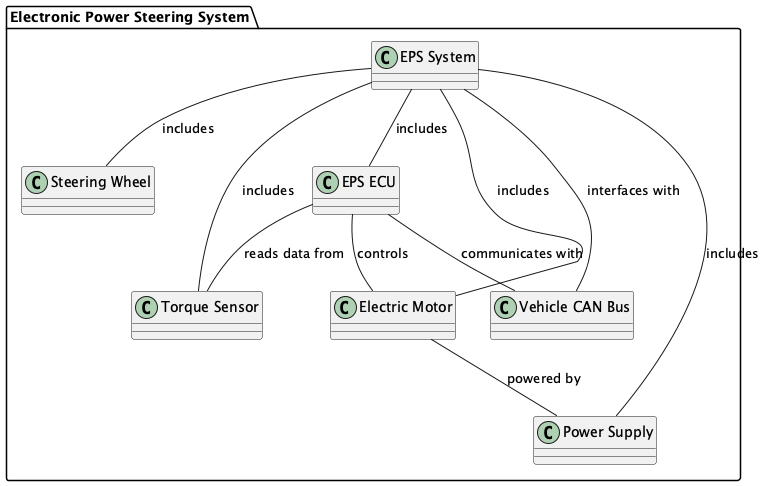 Electronic Power Steering System
C EPS System
includes
includes
C Steering Wheel
C EPS ECU
includes
includes
interfaces with
reads data from
controls
communicates with
includes
C Torque Sensor
C Electric Motor
C Vehicle CAN Bus
powered by
C Power Supply